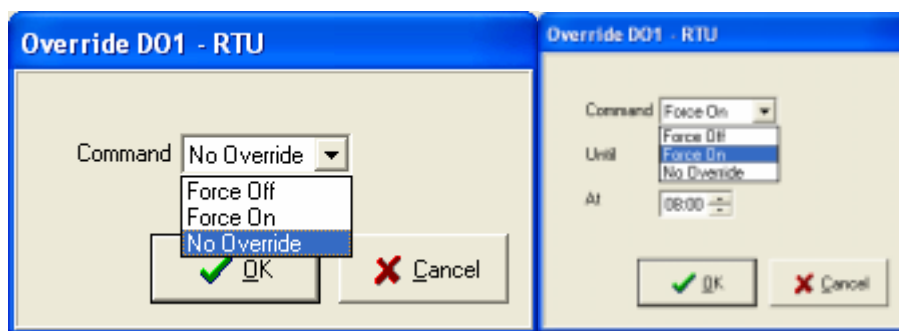 Override DO1 - RTU
Command No Override
Force Off
Force On
No Override
OK
Cancel
Override DO1 - RTU
Command Force On
Force Off
Until Force On
No Override
At 08:00
OK
Cancel